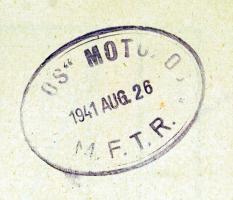 OS" MOTO
1941 AUG. 26
M. F. T. R.